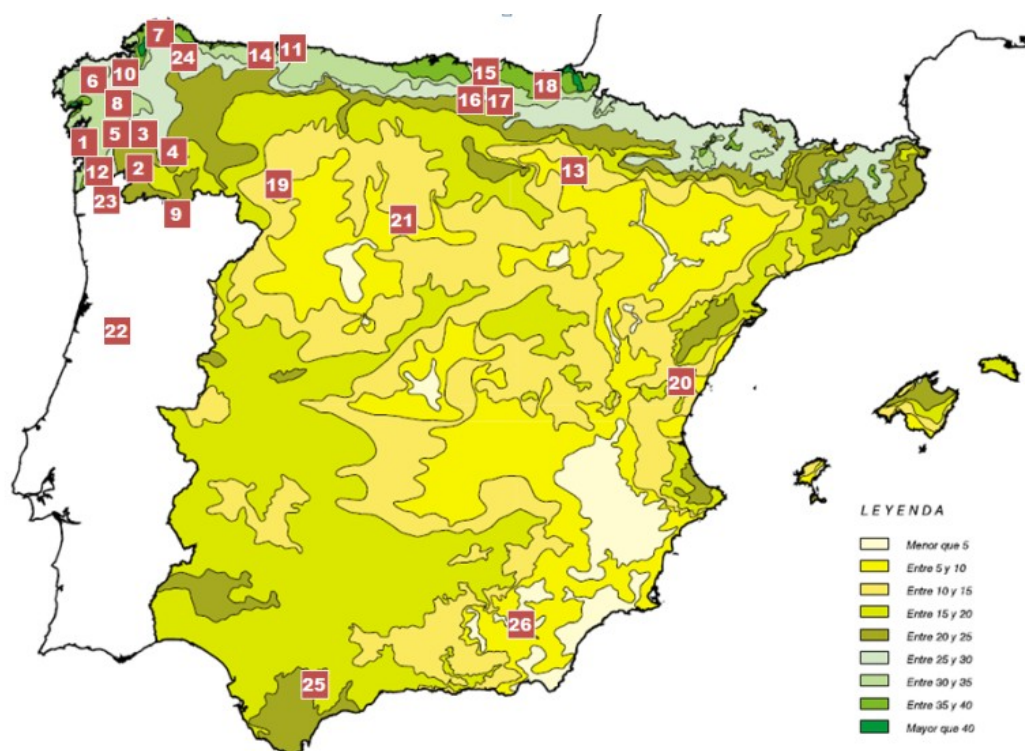 7
11
14
24
10
6
15
18
8
16
17
5
3
1
4
2
12
13
19
23
9
21
22
20
LEYENDA
Menor que 5
Entre 5 y 10
Entre 10 y 15
Entre 15 y 20
26
Entre 20 y 25
Entre 25 y 30
25
Entre 30 y 35
Entre 35 y 40
Mayor que 40